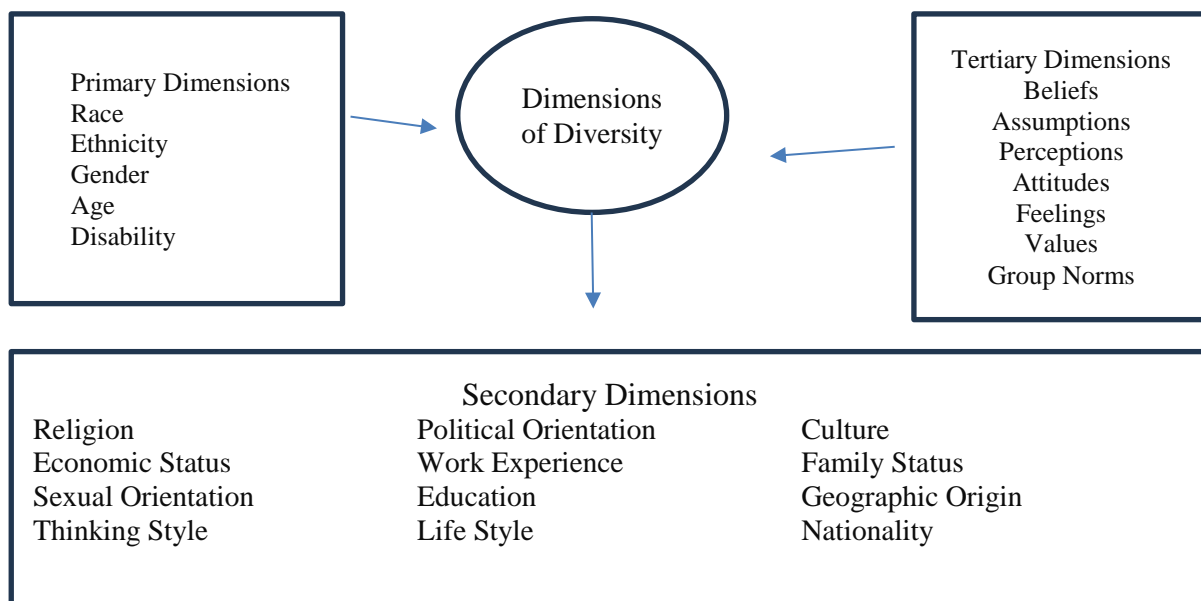 Primary Dimensions
Race
Ethnicity
Gender
Age
Disability
Dimensions
of Diversity
Tertiary Dimensions
Beliefs
Assumptions
Perceptions
Attitudes
Feelings
Values
Group Norms
Secondary Dimensions
Religion Political Orientation Culture
Economic Status Work Experience Family Status
Sexual Orientation Education Geographic Origin
Thinking Style Life Style Nationality